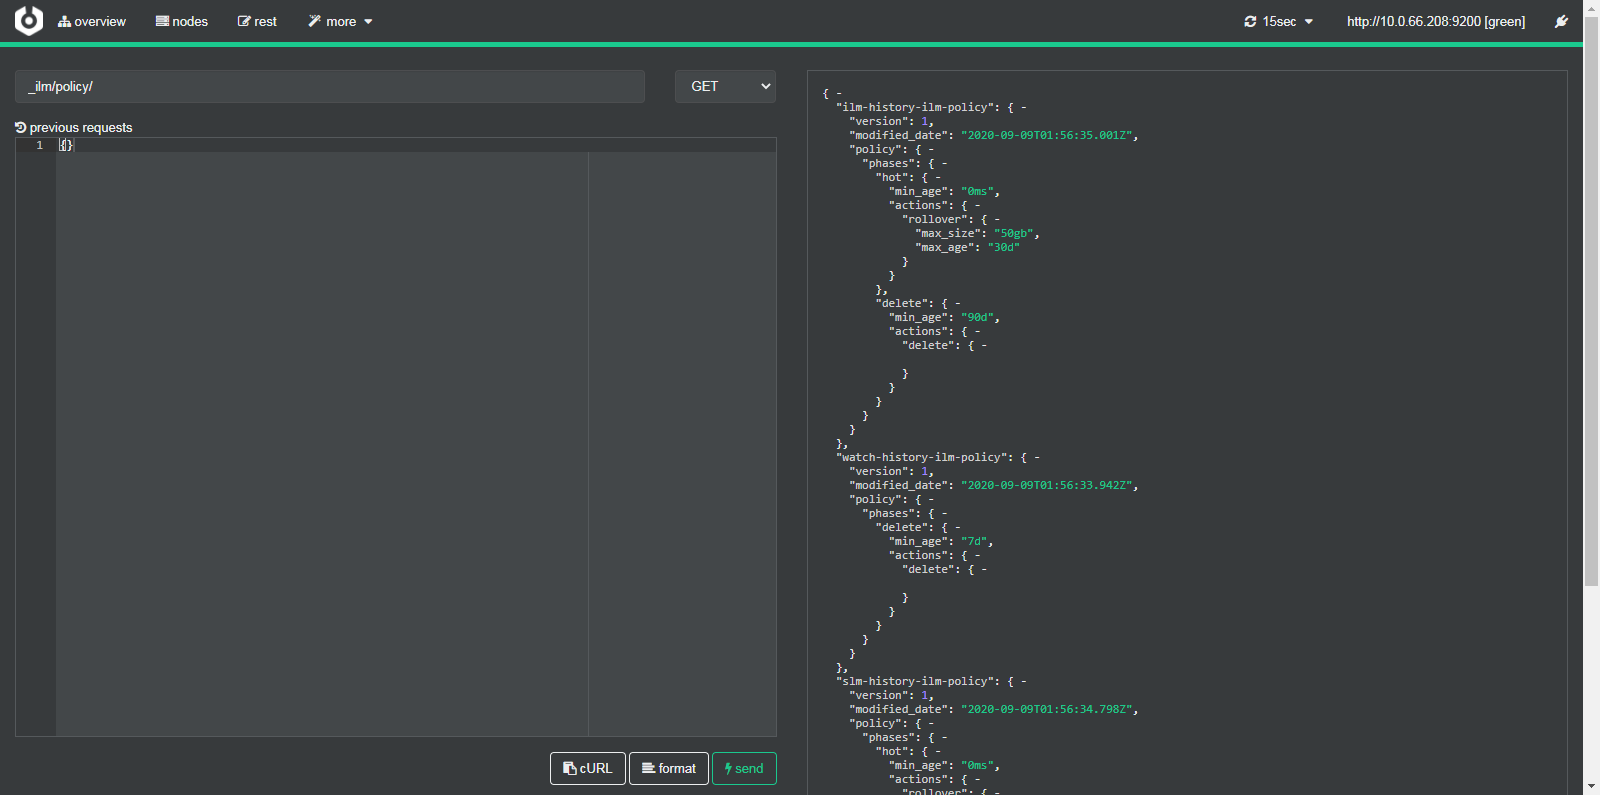 overview nodes rest more 15sec http://10.0.66.208:9200 [green]
_ilm/policy/ GET
previous requests
1 {}
cURL format send
{ -
"ilm-history-ilm-policy": { -
"version": 1,
"modified_date": "2020-09-09T01:56:35.001Z",
"policy": { -
"phases": { -
"hot": { -
"min_age": "0ms",
"actions": { -
"rollover": { -
"max_size": "50gb",
"max_age": "30d"
}
}
},
"delete": { -
"min_age": "90d",
"actions": { -
"delete": { -
}
}
}
}
}
},
"watch-history-ilm-policy": { -
"version": 1,
"modified_date": "2020-09-09T01:56:33.942Z",
"policy": { -
"phases": { -
"delete": { -
"min_age": "7d",
"actions": { -
"delete": { -
}
}
}
}
}
},
"slm-history-ilm-policy": { -
"version": 1,
"modified_date": "2020-09-09T01:56:34.798Z",
"policy": { -
"phases": { -
"hot": { -
"min_age": "0ms",
"actions": { -
"rollover": { -